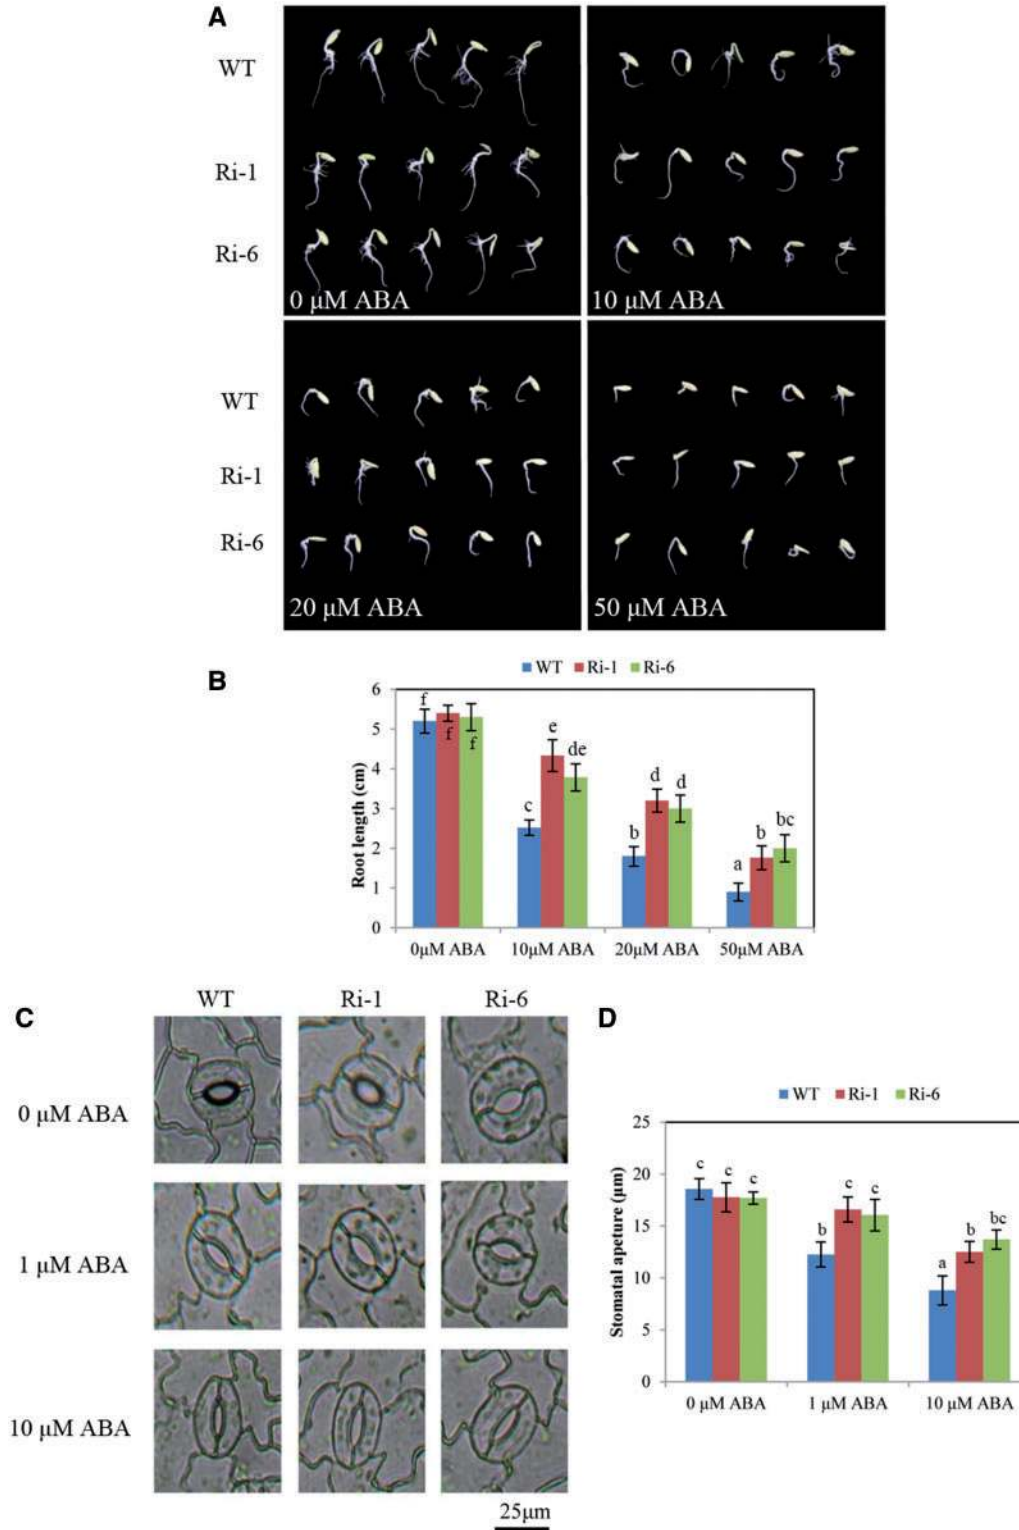 A
WT
Ri-1
Ri-6
0 μM ABA
10 μM ABA
WT
Ri-1
Ri-6
20 μM ABA
50 μM ABA
B
WT Ri-1 Ri-6
Root length (cm)
6
5
4
3
2
1
0
f f f
c e de
b d d
a b bc
0μM ABA 10μM ABA 20μM ABA 50μM ABA
C
WT Ri-1 Ri-6
0 μM ABA
1 μM ABA
10 μM ABA
25μm
D
WT Ri-1 Ri-6
Stomatal apeture (μm)
25
20
15
10
5
0
c c c
b c c
a b bc
0 μM ABA 1 μM ABA 10 μM ABA